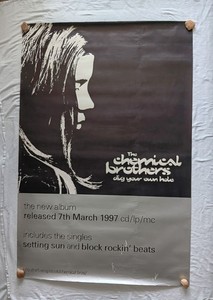 The
chemical
brothers
dig your own hole
the new album
released 7th March 1997 cd/lp/mc
includes the singles
setting sun and block rockin' beats